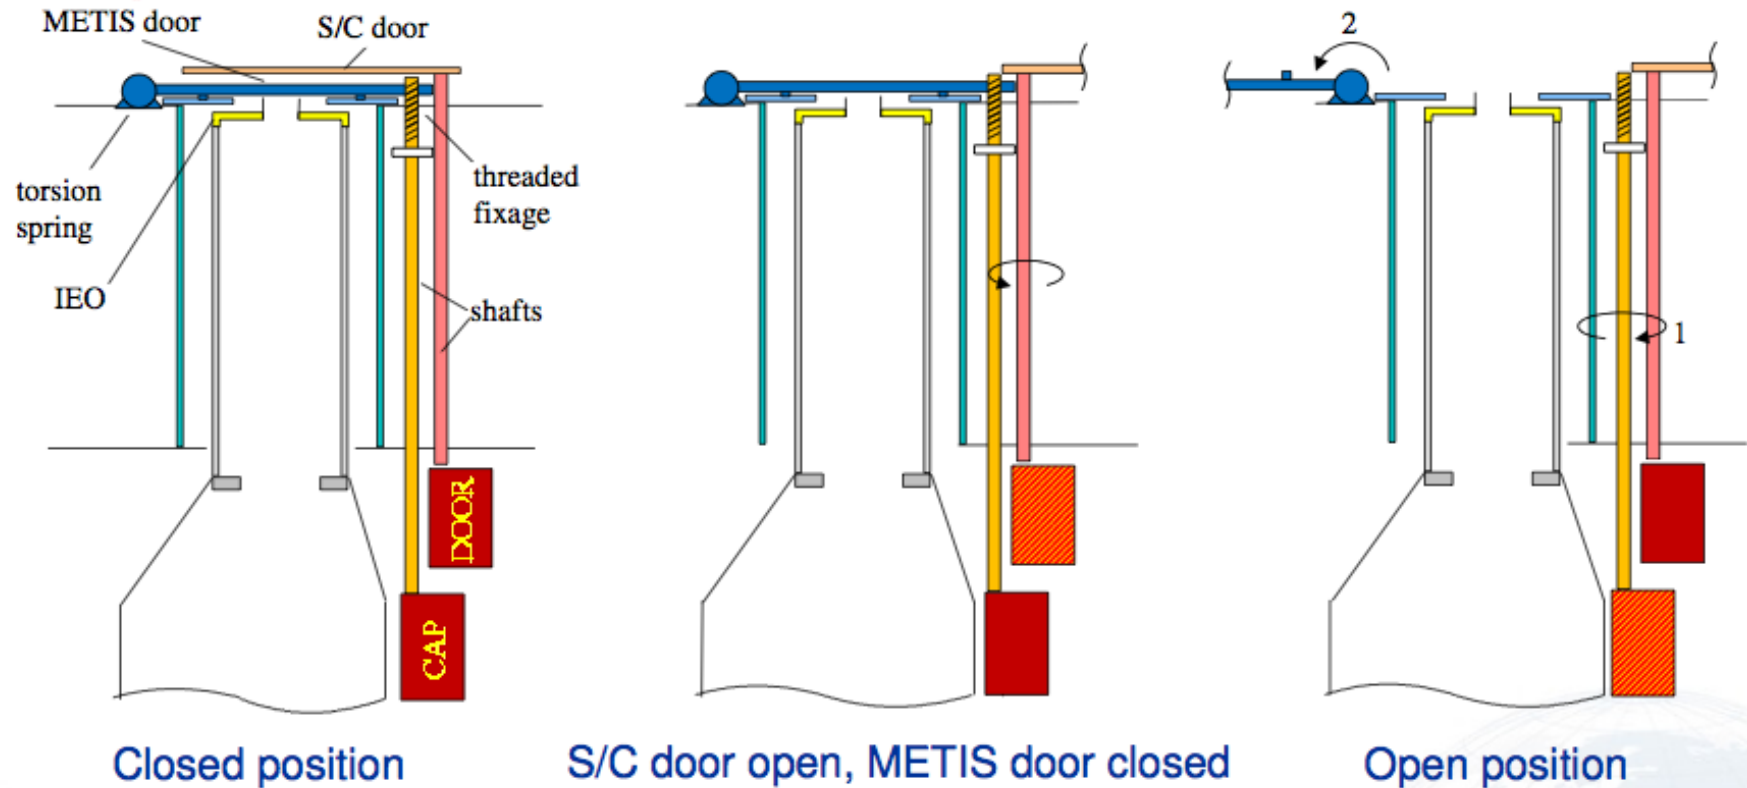 METIS door
S/C door
torsion
spring
IEO
threaded
fixage
shafts
DOOR
CAP
2
1
Closed position
S/C door open, METIS door closed
Open position